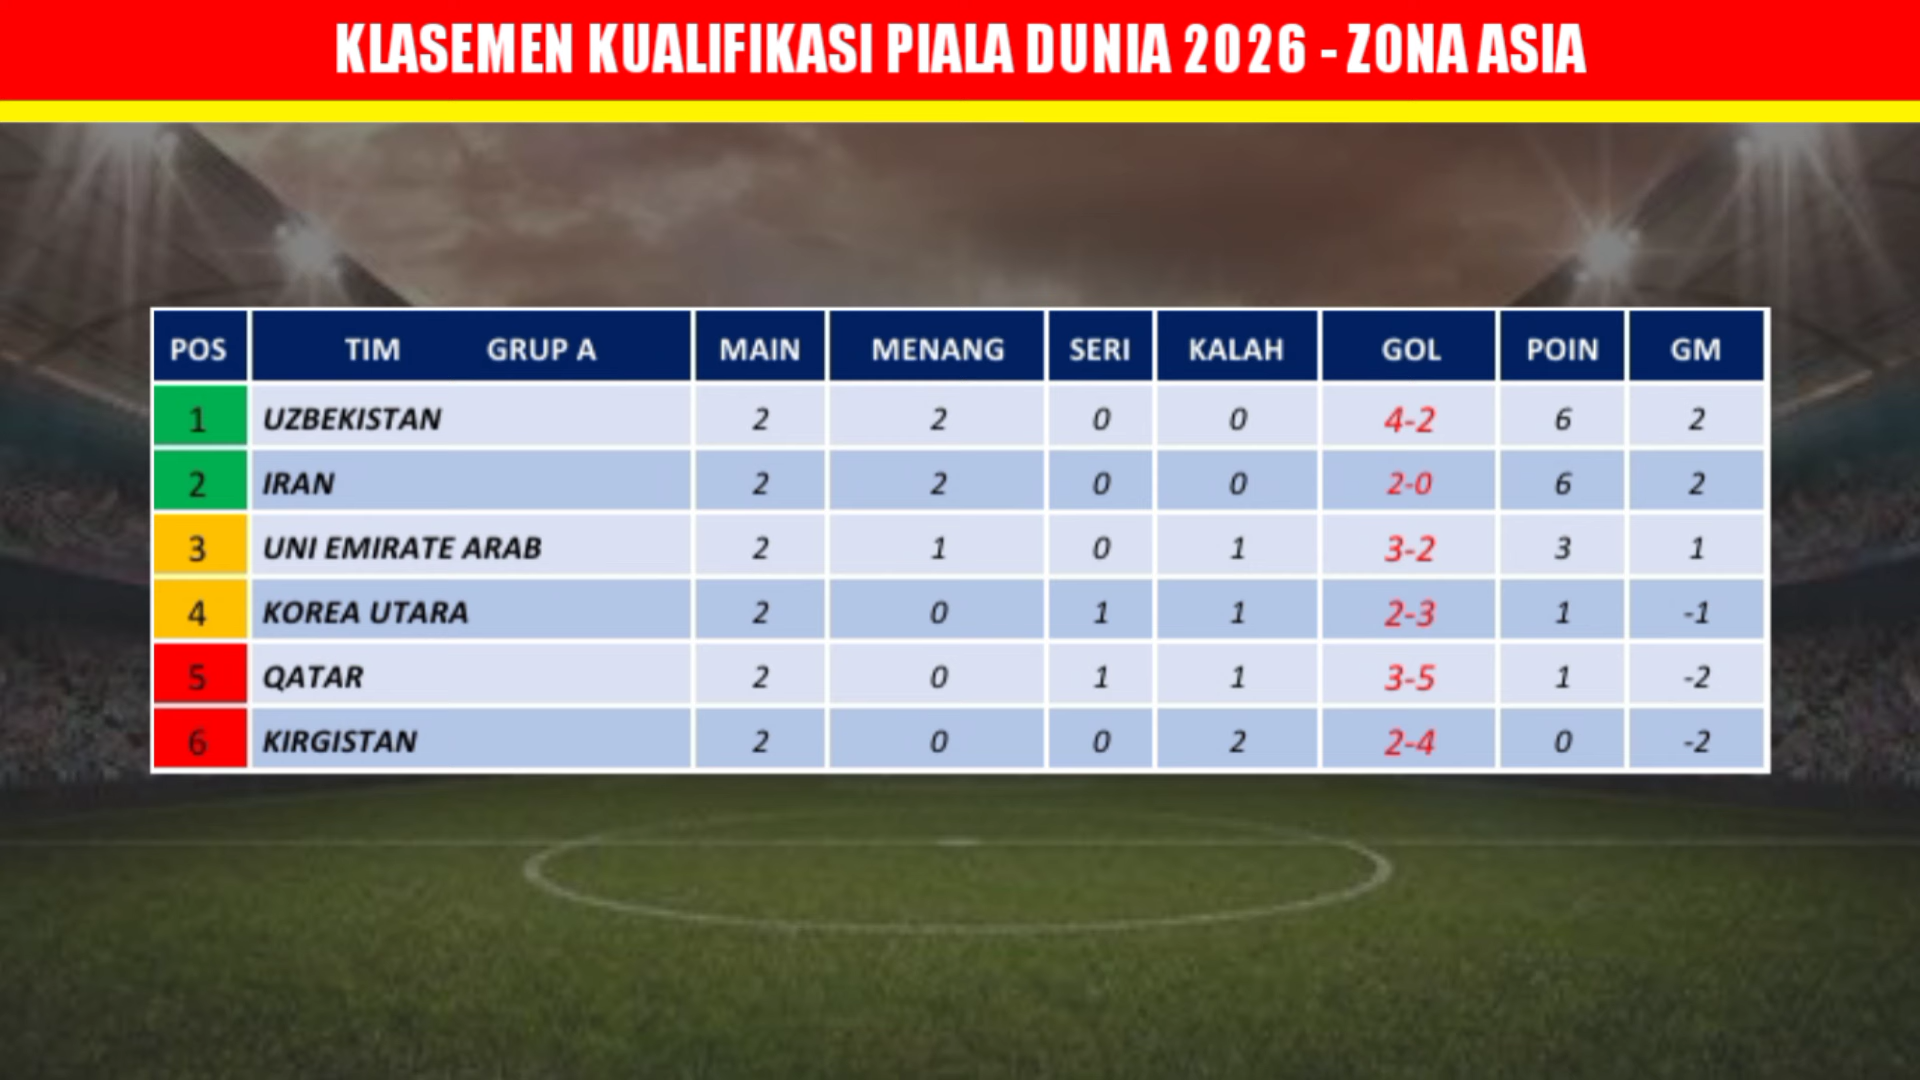 KLASEMEN KUALIFIKASI PIALA DUNIA 2026 - ZONA ASIA
POS TIM GRUP A MAIN MENANG SERI KALAH GOL POIN GM
1 UZBEKISTAN 2 2 0 0 4-2 6 2
2 IRAN 2 2 0 0 2-0 6 2
3 UNI EMIRATE ARAB 2 1 0 1 3-2 3 1
4 KOREA UTARA 2 0 1 1 2-3 1 -1
5 QATAR 2 0 1 1 3-5 1 -2
6 KIRGISTAN 2 0 0 2 2-4 0 -2